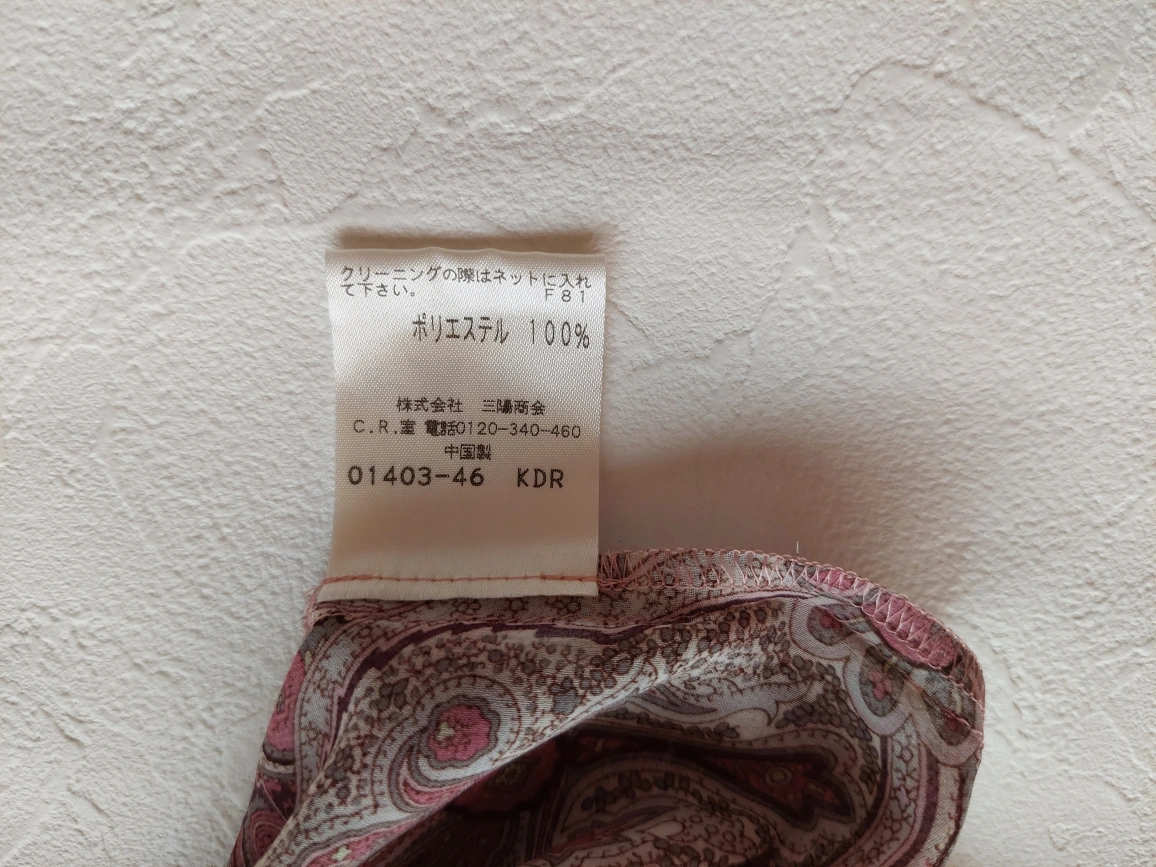 クリーニングの際はネットに入れ
て下さい。 F81
ポリエステル 100%
株式会社 三陽商会
C.R.室 電話0120-340-460
中国製
01403-46 KDR